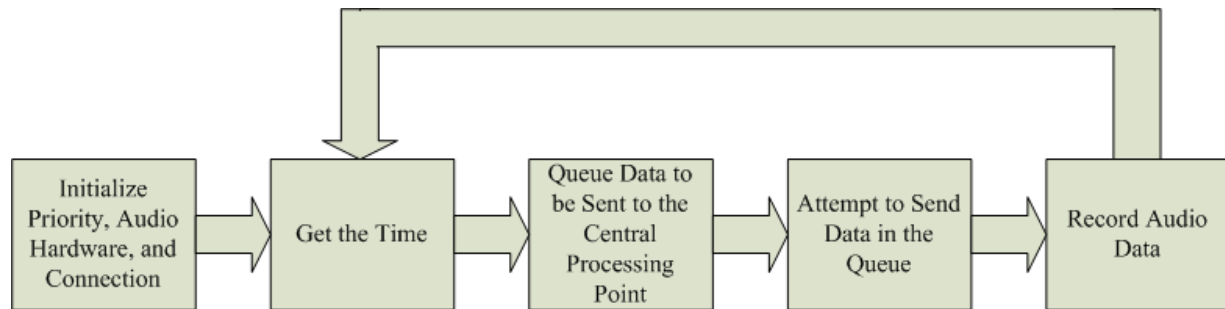 Initialize
Priority, Audio
Hardware, and
Connection
Get the Time
Queue Data to
be Sent to the
Central
Processing
Point
Attempt to Send
Data in the
Queue
Record Audio
Data